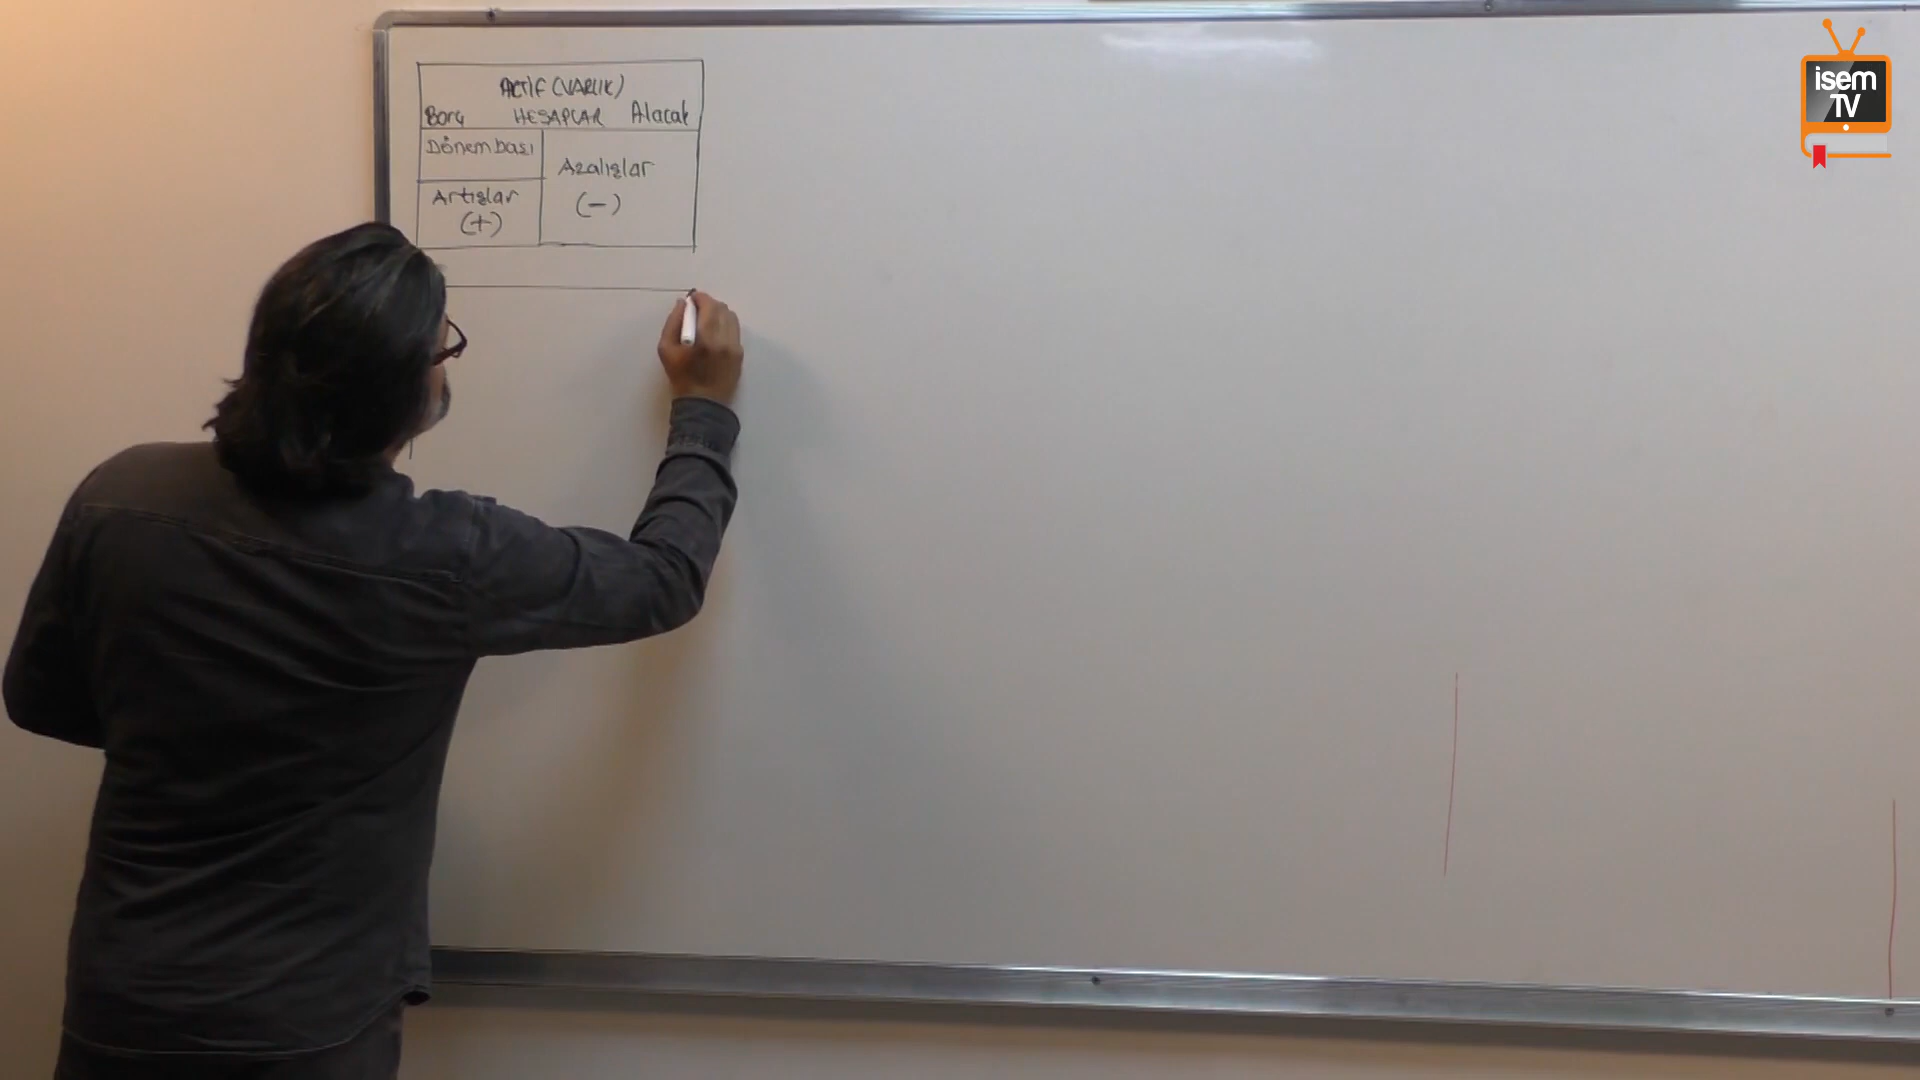 AKTİF (VARLIK)
Borç HESAPLAR Alacak
Dönem başı
Azalışlar
(-)
Artışlar
(+)
isem
TV